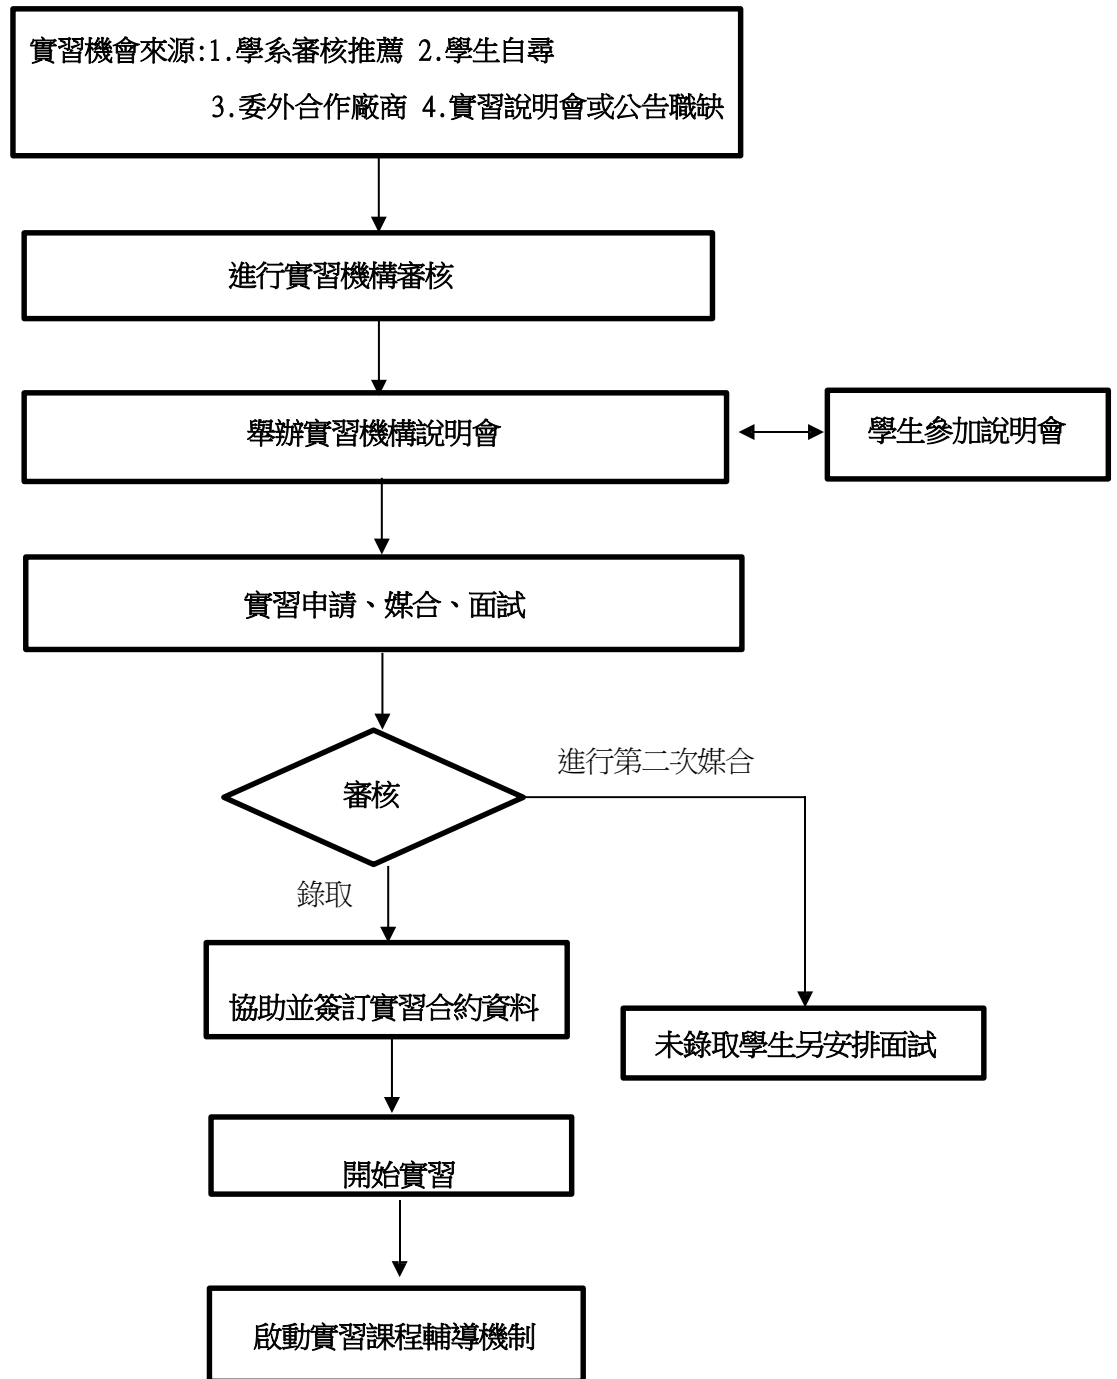 實習機會來源:1.學系審核推薦 2.學生自尋
3.委外合作廠商 4.實習說明會或公告職缺
進行實習機構審核
舉辦實習機構說明會
學生參加說明會
實習申請、媒合、面試
進行第二次媒合
審核
錄取
協助並簽訂實習合約資料
未錄取學生另安排面試
開始實習
啟動實習課程輔導機制